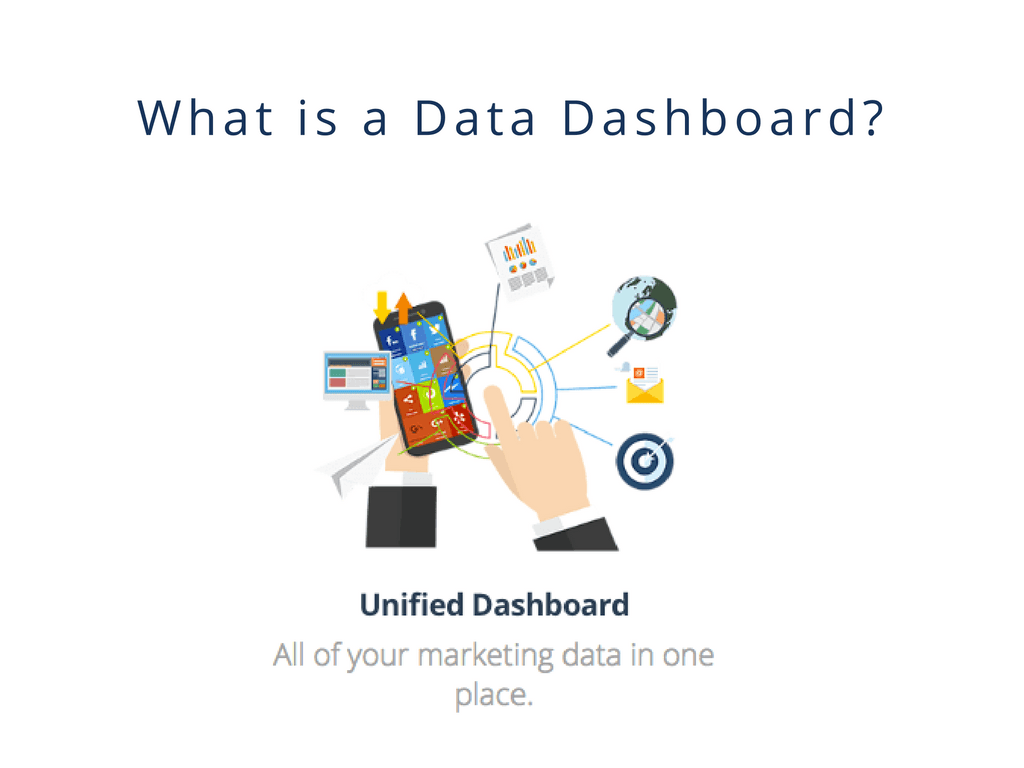 What is a Data Dashboard?
Unified Dashboard
All of your marketing data in one
place.